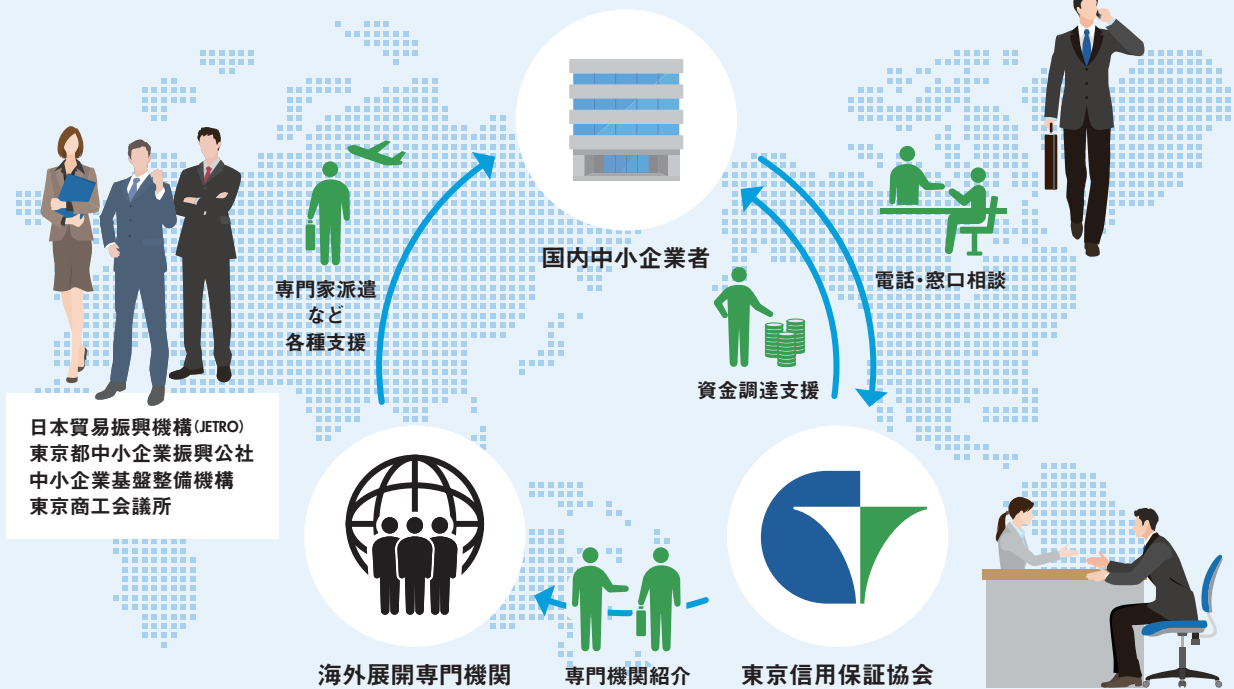 国内中小企業者
専門家派遣
など
各種支援
電話・窓口相談
資金調達支援
日本貿易振興機構(JETRO)
東京都中小企業振興公社
中小企業基盤整備機構
東京商工会議所
海外展開専門機関
専門機関紹介
東京信用保証協会